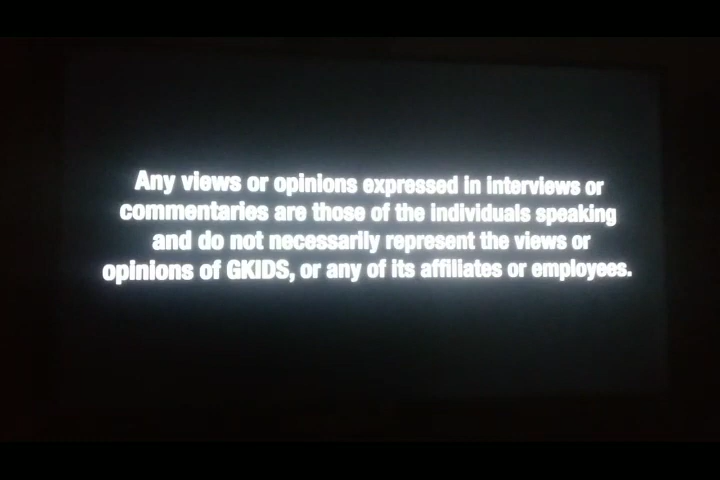 Any views or opinions expressed in interviews or
commentaries are those of the individuals speaking
and do not necessarily represent the views or
opinions of GKIDS, or any of its affiliates or employees.